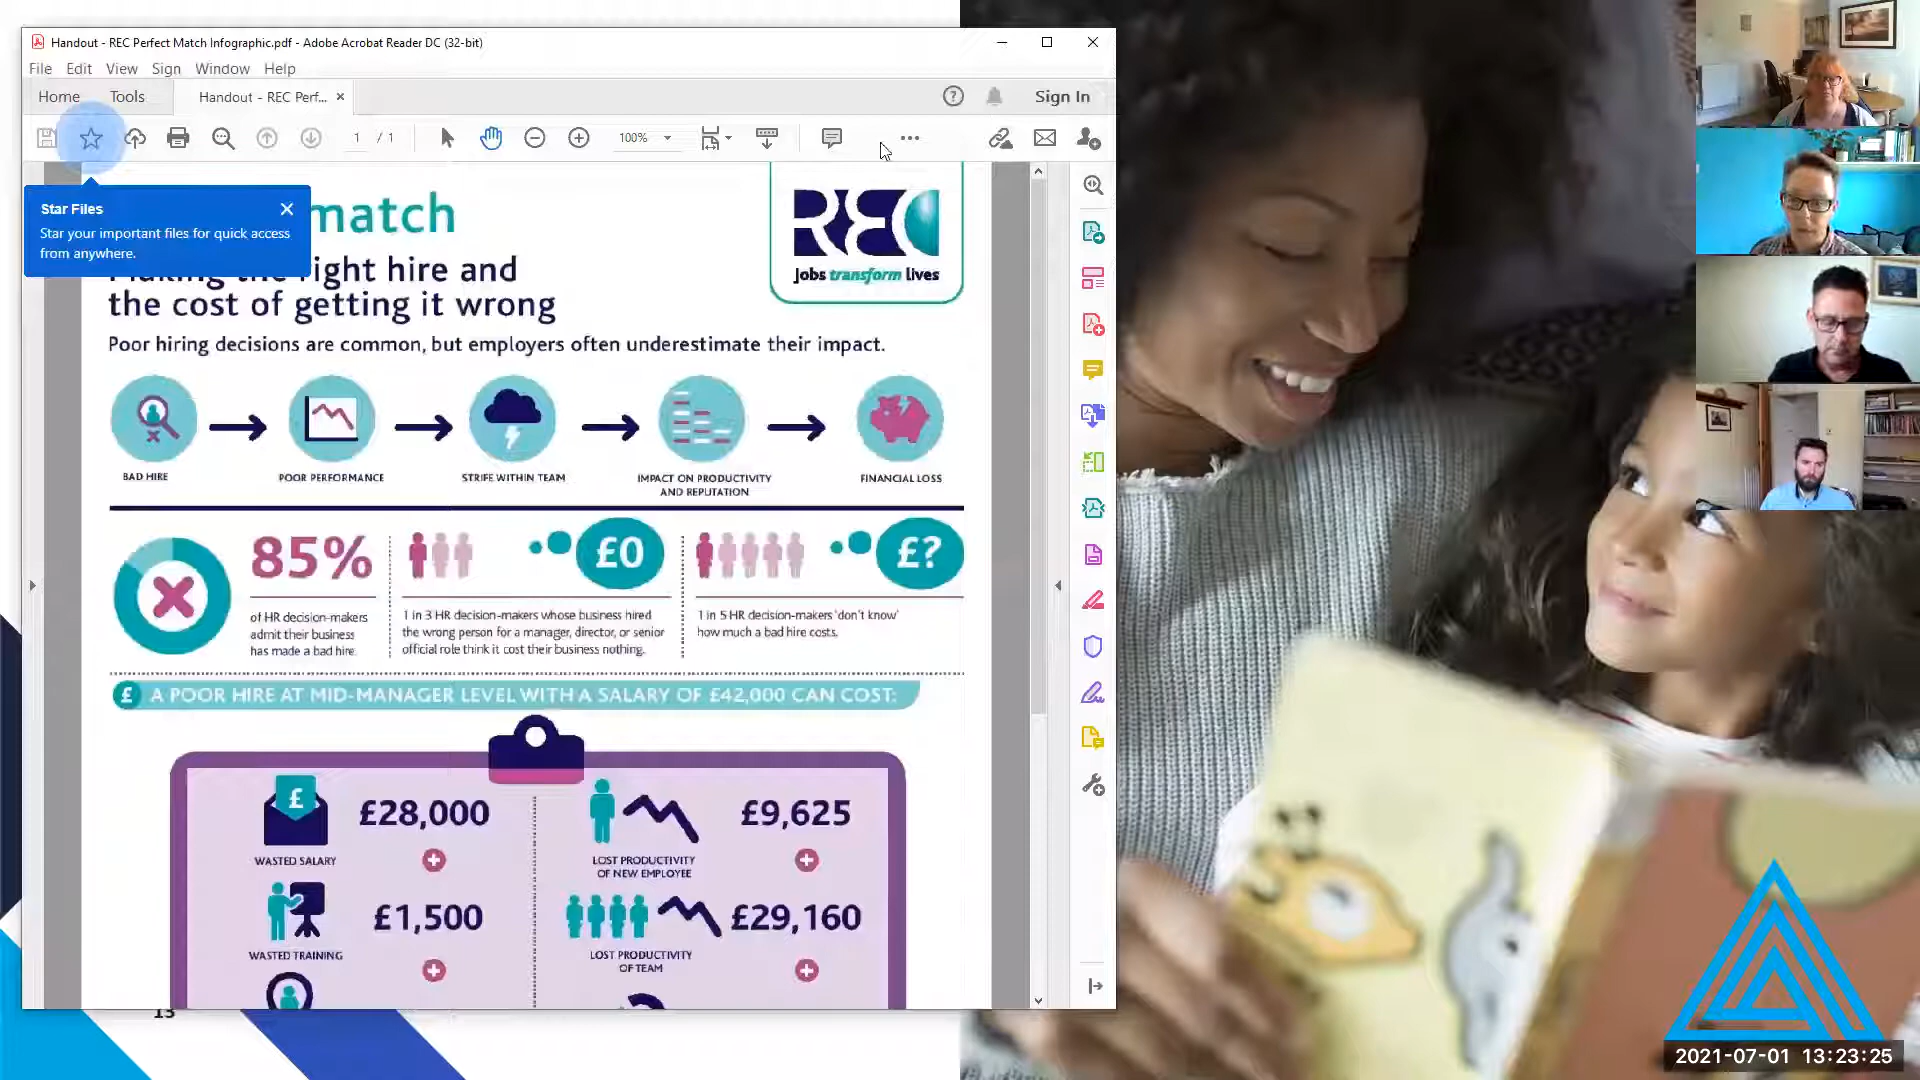 Handout - REC Perfect Match Infographic.pdf - Adobe Acrobat Reader DC (32-bit)
File Edit View Sign Window Help
Home Tools Handout - REC Perf... Sign In
1 / 1 100%
Star Files
Star your important files for quick access
from anywhere.
match
right hire and
the cost of getting it wrong
REC
Jobs transform lives
Poor hiring decisions are common, but employers often underestimate their impact.
BAD HIRE
POOR PERFORMANCE
STRIFE WITHIN TEAM
IMPACT ON PRODUCTIVITY
AND REPUTATION
FINANCIAL LOSS
85%
of HR decision-makers
admit their business
has made a bad hire.
£0
1 in 3 HR decision-makers whose business hired
the wrong person for a manager, director, or senior
official role think it cost their business nothing.
£?
1 in 5 HR decision-makers 'don't know'
how much a bad hire costs.
£ A POOR HIRE AT MID-MANAGER LEVEL WITH A SALARY OF £42,000 CAN COST:
£
£28,000
WASTED SALARY
£9,625
LOST PRODUCTIVITY
OF NEW EMPLOYEE
£1,500
WASTED TRAINING
£29,160
LOST PRODUCTIVITY
OF TEAM
13
2021-07-01 13:23:25